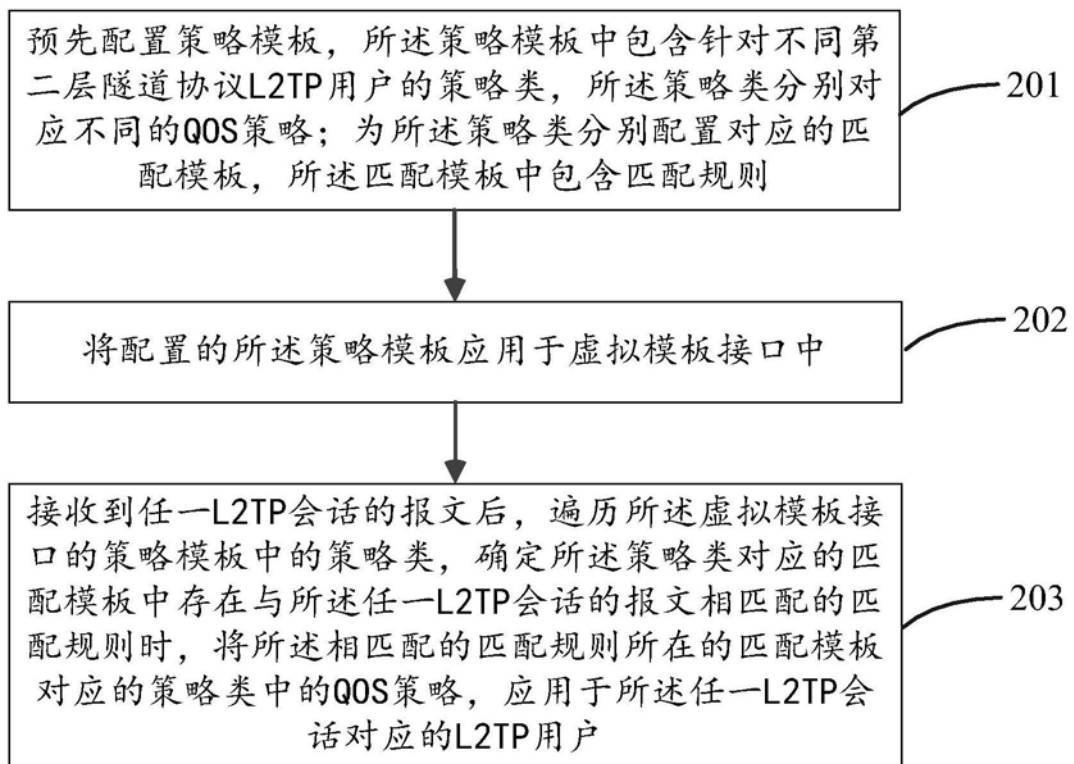 预先配置策略模板，所述策略模板中包含针对不同第
二层隧道协议L2TP用户的策略类，所述策略类分别对
应不同的QOS策略；为所述策略类分别配置对应的匹
配模板，所述匹配模板中包含匹配规则
201
将配置的所述策略模板应用于虚拟模板接口中
202
接收到任一L2TP会话的报文后，遍历所述虚拟模板接
口的策略模板中的策略类，确定所述策略类对应的匹
配模板中存在与所述任一L2TP会话的报文相匹配的匹
配规则时，将所述相匹配的匹配规则所在的匹配模板
对应的策略类中的QOS策略，应用于所述任一L2TP会
话对应的L2TP用户
203